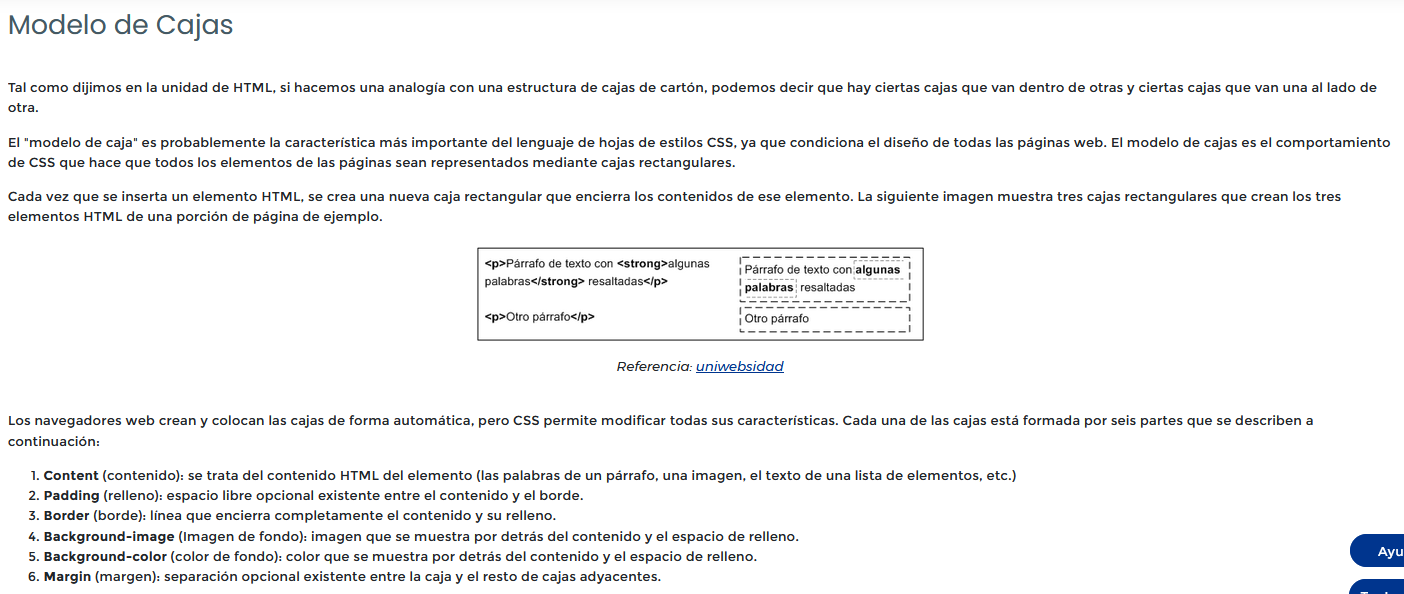 Modelo de Cajas
Tal como dijimos en la unidad de HTML, si hacemos una analogía con una estructura de cajas de cartón, podemos decir que hay ciertas cajas que van dentro de otras y ciertas cajas que van una al lado de
otra.
El "modelo de caja" es probablemente la característica más importante del lenguaje de hojas de estilos CSS, ya que condiciona el diseño de todas las páginas web. El modelo de cajas es el comportamiento
de CSS que hace que todos los elementos de las páginas sean representados mediante cajas rectangulares.
Cada vez que se inserta un elemento HTML, se crea una nueva caja rectangular que encierra los contenidos de ese elemento. La siguiente imagen muestra tres cajas rectangulares que crean los tres
elementos HTML de una porción de página de ejemplo.
<p>Párrafo de texto con <strong>algunas
palabras</strong> resaltadas</p>
<p>Otro párrafo</p>
Párrafo de texto con algunas
palabras resaltadas
Otro párrafo
Referencia: uniwebsidad
Los navegadores web crean y colocan las cajas de forma automática, pero CSS permite modificar todas sus características. Cada una de las cajas está formada por seis partes que se describen a
continuación:
1. Content (contenido): se trata del contenido HTML del elemento (las palabras de un párrafo, una imagen, el texto de una lista de elementos, etc.)
2. Padding (relleno): espacio libre opcional existente entre el contenido y el borde.
3. Border (borde): línea que encierra completamente el contenido y su relleno.
4. Background-image (Imagen de fondo): imagen que se muestra por detrás del contenido y el espacio de relleno.
5. Background-color (color de fondo): color que se muestra por detrás del contenido y el espacio de relleno.
6. Margin (margen): separación opcional existente entre la caja y el resto de cajas adyacentes.
Ayu